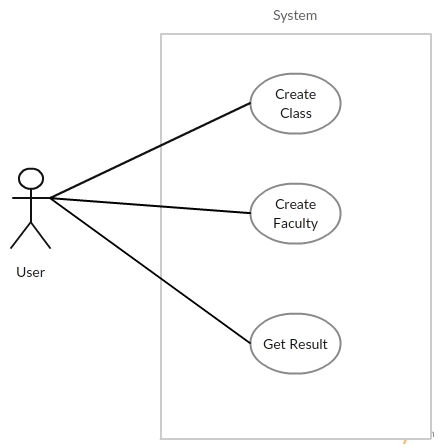 System
Create
Class
Create
Faculty
User
Get Result